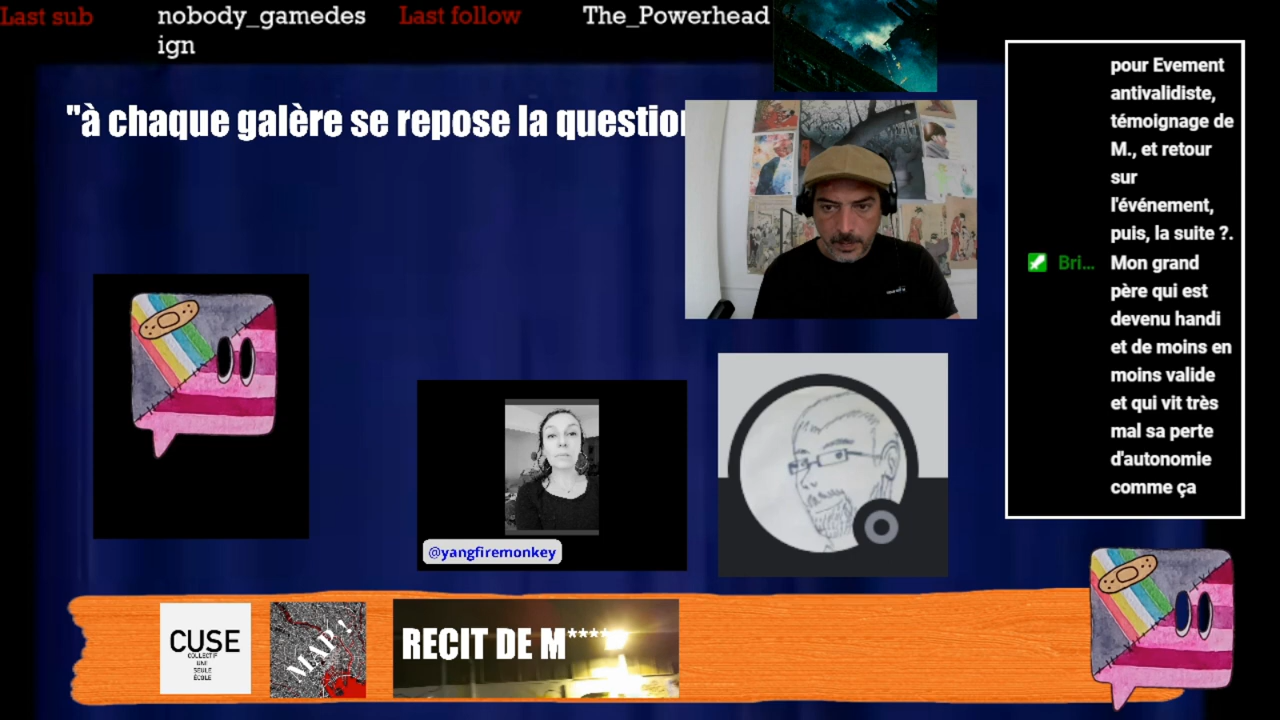 Last sub
nobody_gamedes
ign
Last follow
The_Powerhead
"à chaque galère se repose la question
pour Evement
antivalidiste,
témoignage de
M., et retour
sur
l'événement,
puis, la suite ?.
Bri... Mon grand
père qui est
devenu handi
et de moins en
moins valide
et qui vit très
mal sa perte
d'autonomie
comme ça
@yangfiremonkey
CUSE
COLLECTIF
UNE
SEULE
ÉCOLE
MAP !
RECIT DE M*****